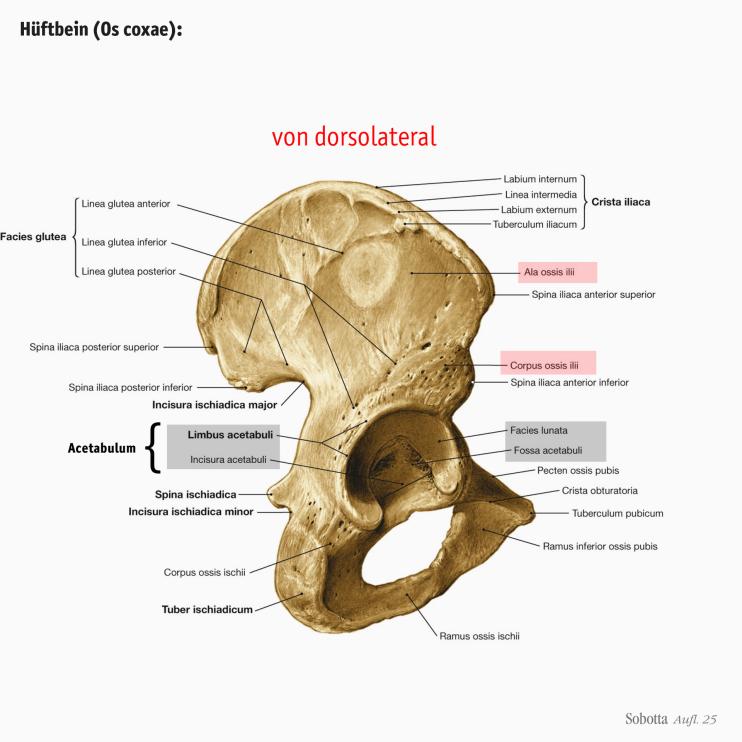 Hüftbein (Os coxae):
von dorsolateral
Labium internum
Linea intermedia
Labium externum
Tuberculum iliacum
Crista iliaca
Linea glutea anterior
Facies glutea
Linea glutea inferior
Linea glutea posterior
Ala ossis ilii
Spina iliaca anterior superior
Spina iliaca posterior superior
Corpus ossis ilii
Spina iliaca anterior inferior
Spina iliaca posterior inferior
Incisura ischiadica major
Acetabulum
Limbus acetabuli
Incisura acetabuli
Facies lunata
Fossa acetabuli
Pecten ossis pubis
Crista obturatoria
Spina ischiadica
Incisura ischiadica minor
Tuberculum pubicum
Ramus inferior ossis pubis
Corpus ossis ischii
Tuber ischiadicum
Ramus ossis ischii
Sobotta Aufl. 25